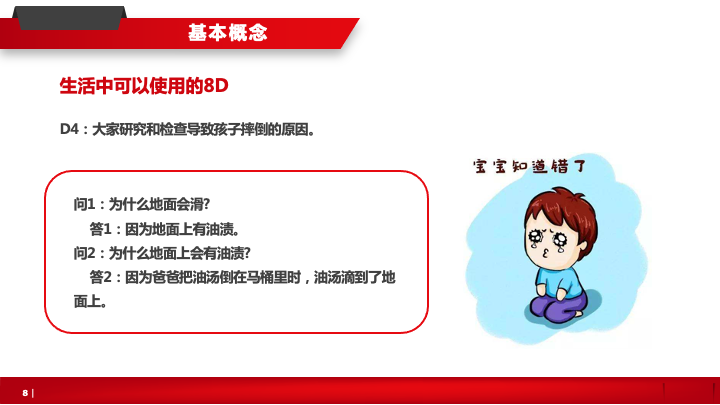 基本概念
生活中可以使用的8D
D4：大家研究和检查导致孩子摔倒的原因。
宝宝知道错了
问1：为什么地面会滑?
答1：因为地面上有油渍。
问2：为什么地面上会有油渍?
答2：因为爸爸把油汤倒在马桶里时，油汤滴到了地
面上。
8 |